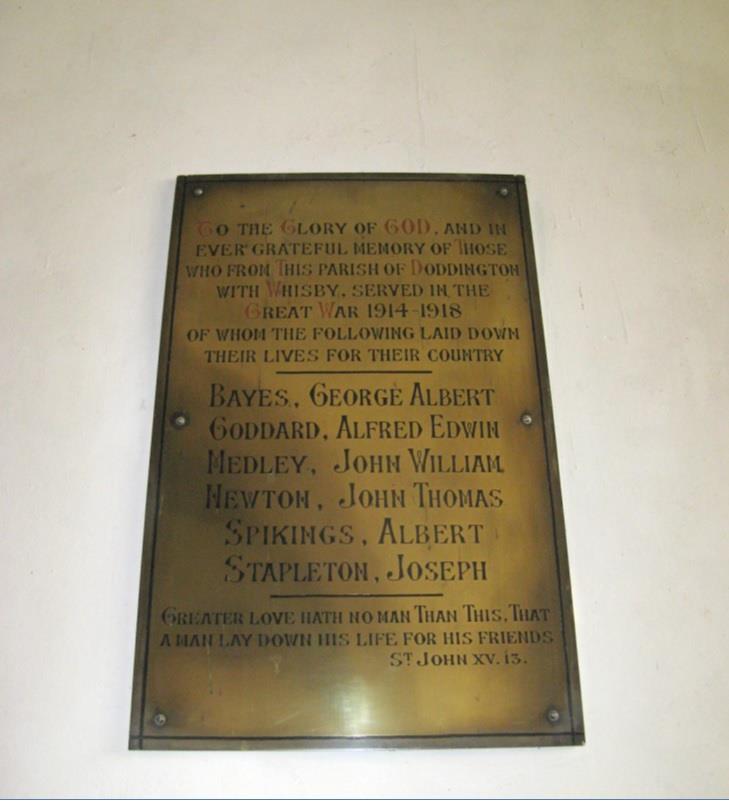 To the Glory of GOD, and in
ever grateful memory of Those
who from This parish of Doddington
with Whisby, served in the
Great War 1914-1918
of whom the following laid down
their lives for their country
Bayes, George Albert
Goddard, Alfred Edwin
Medley, John William
Newton, John Thomas
Spikings, Albert
Stapleton, Joseph
Greater love hath no man Than This, That
a man lay down his life for his friends
St John XV. 13.